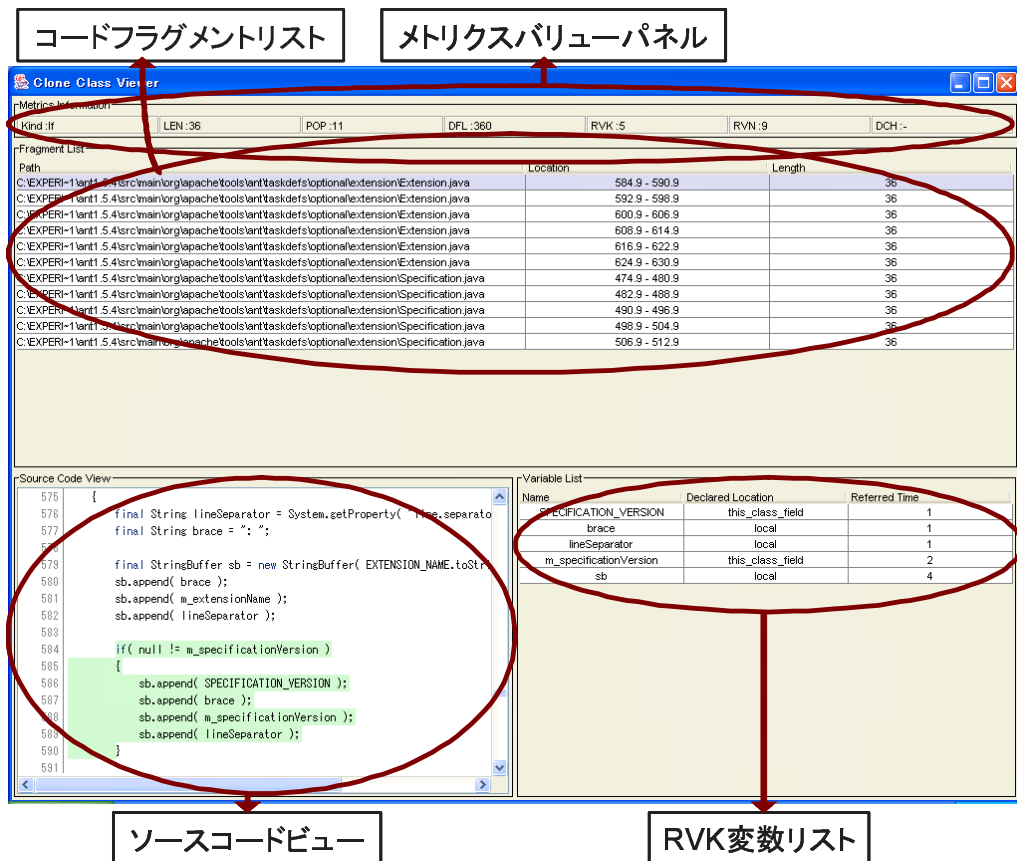 コードフラグメントリスト
メトリクスバリューパネル
Clone Class Viewer
Metrics Information
Kind :If LEN :36 POP :11 DFL :360 RVK :5 RVN :9 DCH :-
Fragment List
Path Location Length
C:\EXPERI~1\ant1.5.4\src\main\org\apache\tools\ant\taskdefs\optional\extension\Extension.java 584.9 - 590.9 36
C:\EXPERI~1\ant1.5.4\src\main\org\apache\tools\ant\taskdefs\optional\extension\Extension.java 592.9 - 598.9 36
C:\EXPERI~1\ant1.5.4\src\main\org\apache\tools\ant\taskdefs\optional\extension\Extension.java 600.9 - 606.9 36
C:\EXPERI~1\ant1.5.4\src\main\org\apache\tools\ant\taskdefs\optional\extension\Extension.java 608.9 - 614.9 36
C:\EXPERI~1\ant1.5.4\src\main\org\apache\tools\ant\taskdefs\optional\extension\Extension.java 616.9 - 622.9 36
C:\EXPERI~1\ant1.5.4\src\main\org\apache\tools\ant\taskdefs\optional\extension\Extension.java 624.9 - 630.9 36
C:\EXPERI~1\ant1.5.4\src\main\org\apache\tools\ant\taskdefs\optional\extension\Specification.java 474.9 - 480.9 36
C:\EXPERI~1\ant1.5.4\src\main\org\apache\tools\ant\taskdefs\optional\extension\Specification.java 482.9 - 488.9 36
C:\EXPERI~1\ant1.5.4\src\main\org\apache\tools\ant\taskdefs\optional\extension\Specification.java 490.9 - 496.9 36
C:\EXPERI~1\ant1.5.4\src\main\org\apache\tools\ant\taskdefs\optional\extension\Specification.java 498.9 - 504.9 36
C:\EXPERI~1\ant1.5.4\src\main\org\apache\tools\ant\taskdefs\optional\extension\Specification.java 506.9 - 512.9 36
Source Code View
575 {
576 final String lineSeparator = System.getProperty( "line.separato
577 final String brace = ": ";
578
579 final StringBuffer sb = new StringBuffer( EXTENSION_NAME.toStri
580 sb.append( brace );
581 sb.append( m_extensionName );
582 sb.append( lineSeparator );
583
584 if( null != m_specificationVersion )
585 {
586 sb.append( SPECIFICATION_VERSION );
587 sb.append( brace );
588 sb.append( m_specificationVersion );
589 sb.append( lineSeparator );
590 }
591
Variable List
Name Declared Location Referred Time
SPECIFICATION_VERSION this_class_field 1
brace local 1
lineSeparator local 1
m_specificationVersion this_class_field 2
sb local 4
ソースコードビュー
RVK変数リスト